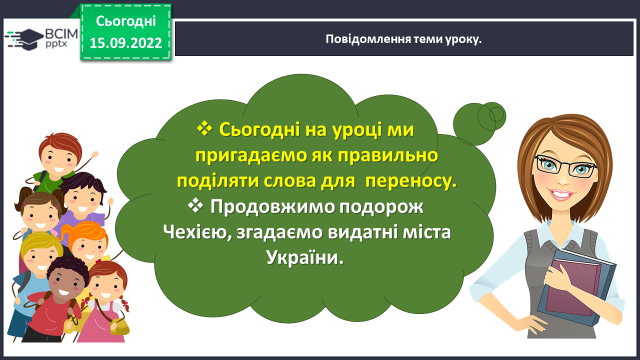 Сьогодні
15.09.2022
BCIM
pptx
Повідомлення теми уроку.
❖ Сьогодні на уроці ми
пригадаємо як правильно
поділяти слова для переносу.
❖ Продовжимо подорож
Чехією, згадаємо видатні міста
України.